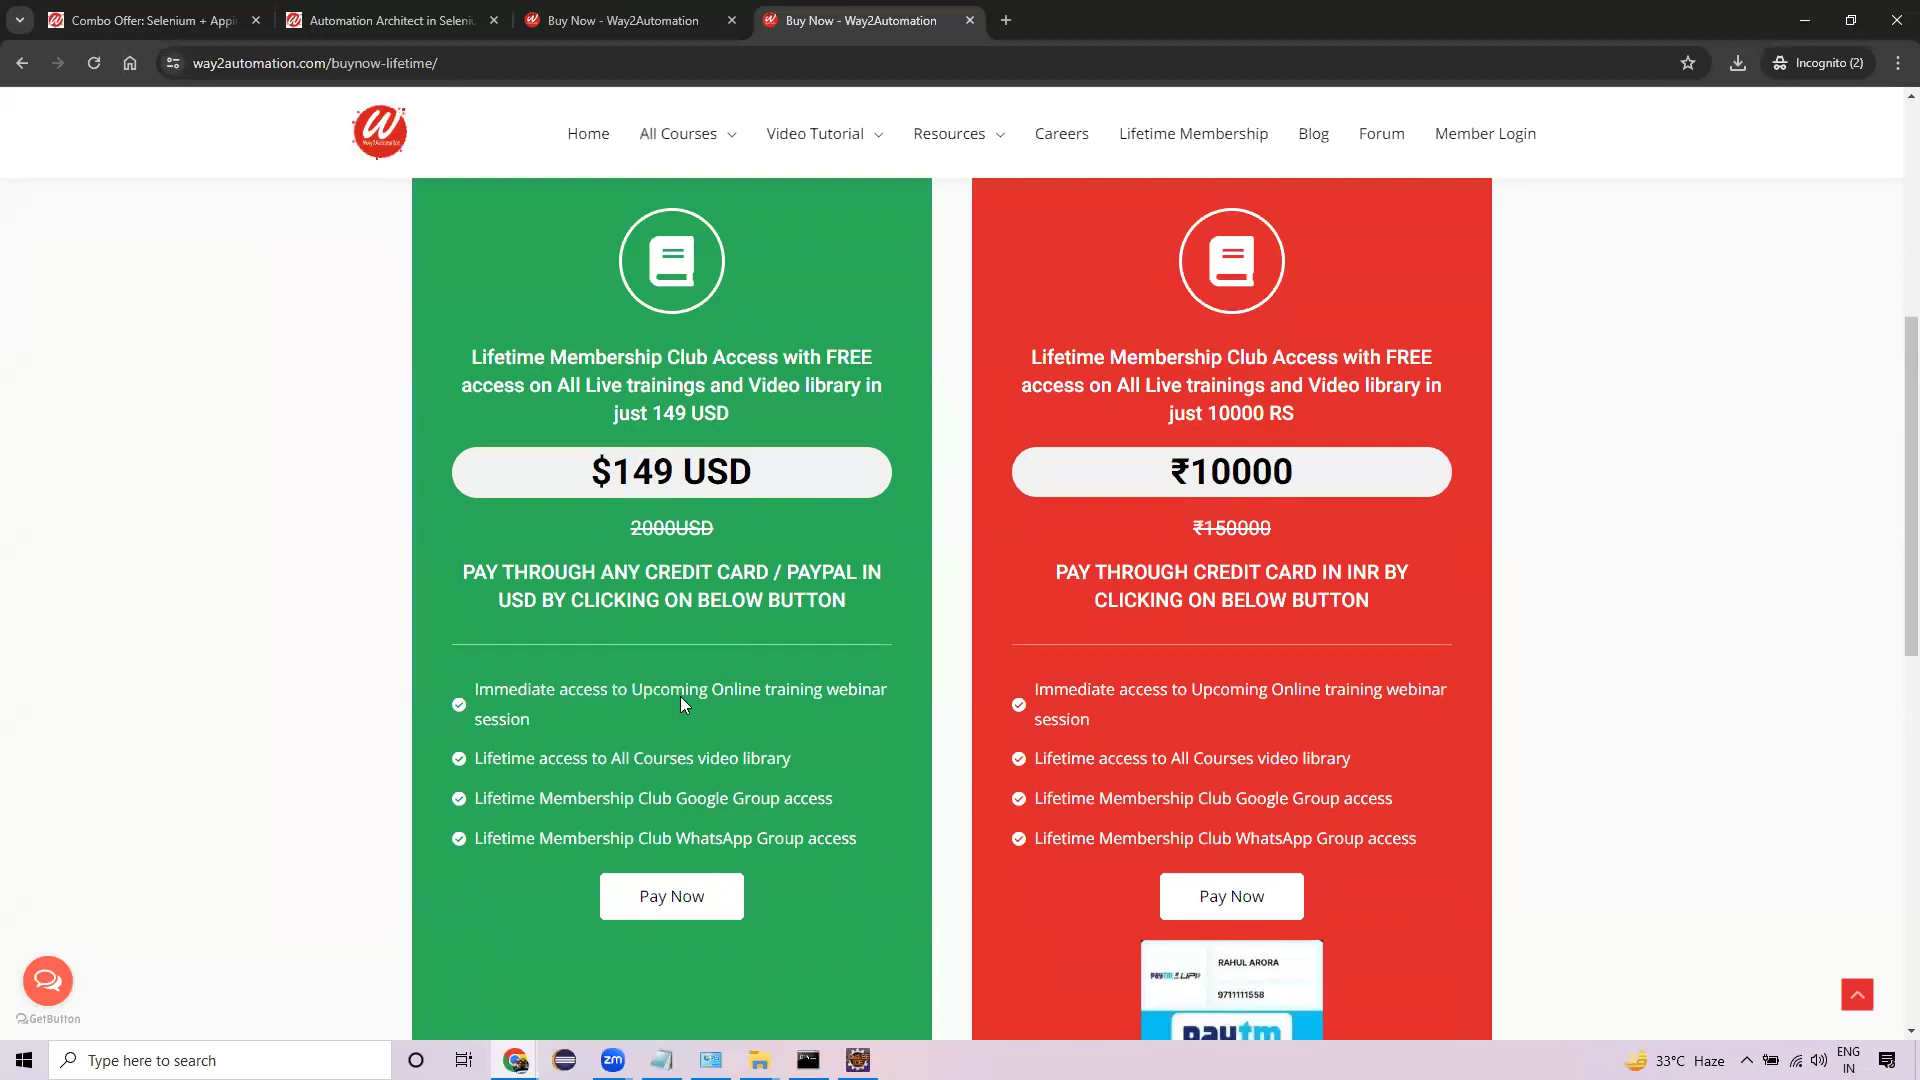 Combo Offer: Selenium + Appi
Automation Architect in Seleni
Buy Now - Way2Automation
Buy Now - Way2Automation
way2automation.com/buynow-lifetime/
Incognito (2)
W
Way2Automation
Home
All Courses
Video Tutorial
Resources
Careers
Lifetime Membership
Blog
Forum
Member Login
Lifetime Membership Club Access with FREE
access on All Live trainings and Video library in
just 149 USD
$149 USD
2000USD
PAY THROUGH ANY CREDIT CARD / PAYPAL IN
USD BY CLICKING ON BELOW BUTTON
Immediate access to Upcoming Online training webinar
session
Lifetime access to All Courses video library
Lifetime Membership Club Google Group access
Lifetime Membership Club WhatsApp Group access
Pay Now
Lifetime Membership Club Access with FREE
access on All Live trainings and Video library in
just 10000 RS
₹10000
₹150000
PAY THROUGH CREDIT CARD IN INR BY
CLICKING ON BELOW BUTTON
Immediate access to Upcoming Online training webinar
session
Lifetime access to All Courses video library
Lifetime Membership Club Google Group access
Lifetime Membership Club WhatsApp Group access
Pay Now
paytm UPI
RAHUL ARORA
9711111558
paytm
GetButton
Type here to search
zm
33°C Haze
ENG
IN